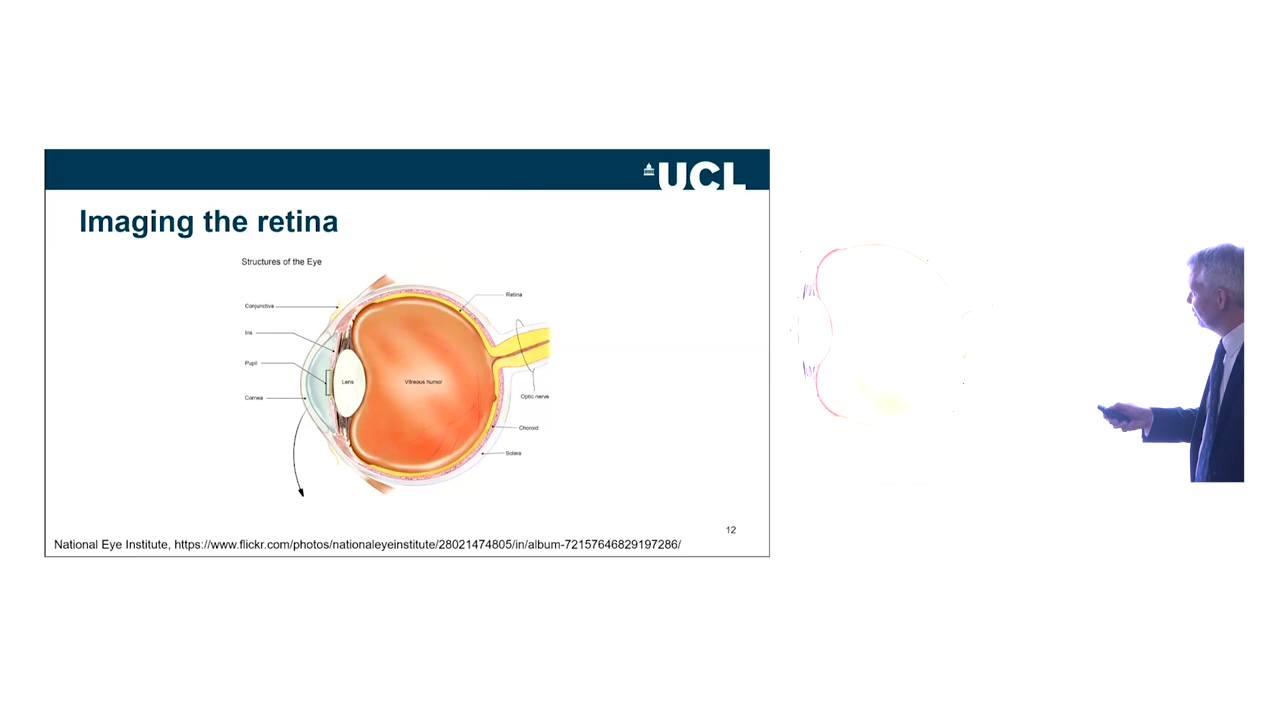 UCL
Imaging the retina
Structures of the Eye
Retina
Conjunctiva
Iris
Pupil
Lens
Vitreous humor
Cornea
Optic nerve
Choroid
Sclera
12
National Eye Institute, https://www.flickr.com/photos/nationaleyeinstitute/28021474805/in/album-72157646829197286/